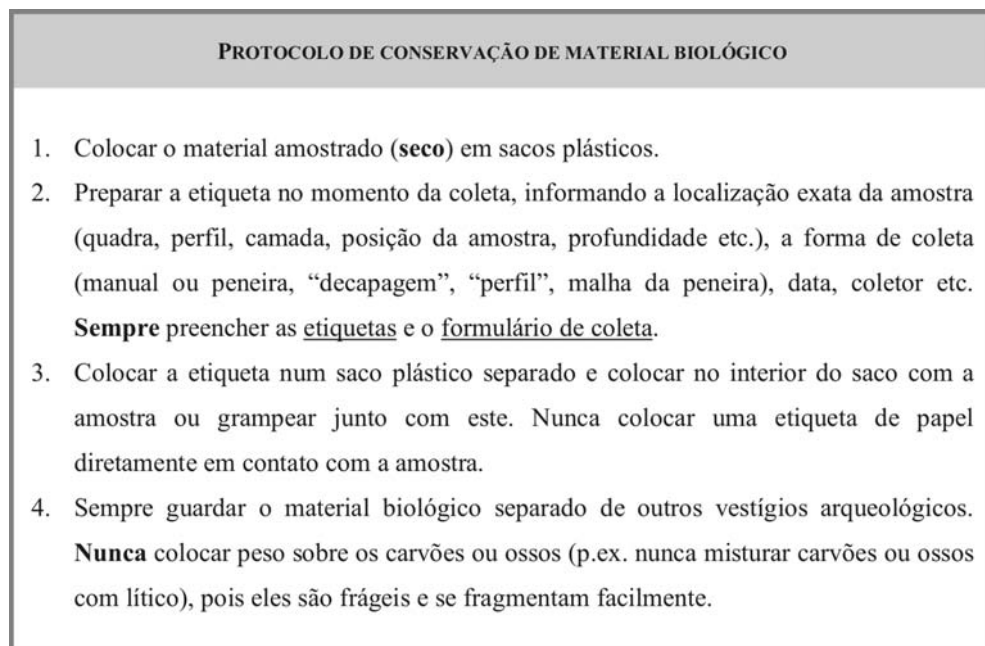 PROTOCOLO DE CONSERVAÇÃO DE MATERIAL BIOLÓGICO
1. Colocar o material amostrado (seco) em sacos plásticos.
2. Preparar a etiqueta no momento da coleta, informando a localização exata da amostra
(quadra, perfil, camada, posição da amostra, profundidade etc.), a forma de coleta
(manual ou peneira, “decapagem”, “perfil”, malha da peneira), data, coletor etc.
Sempre preencher as etiquetas e o formulário de coleta.
3. Colocar a etiqueta num saco plástico separado e colocar no interior do saco com a
amostra ou grampear junto com este. Nunca colocar uma etiqueta de papel
diretamente em contato com a amostra.
4. Sempre guardar o material biológico separado de outros vestígios arqueológicos.
Nunca colocar peso sobre os carvões ou ossos (p.ex. nunca misturar carvões ou ossos
com lítico), pois eles são frágeis e se fragmentam facilmente.